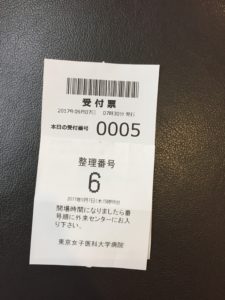 受付票
本日の受付番号 0005
整理番号
6
開場時間になりましたら番
号順に外来センターにお入
り下さい。
東京女子医科大学病院